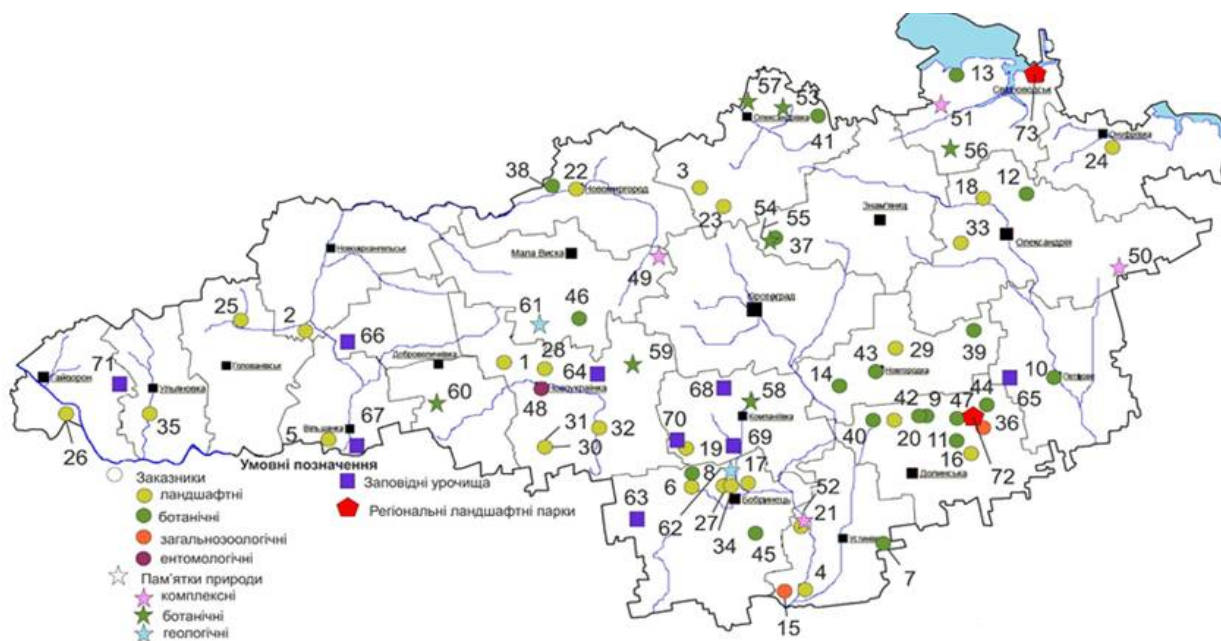 57
53
13
Світловодськ
Олександрівка
51
41
73
Онуфріївка
56
24
38
22
3
18
12
Новомиргород
23
54
55
Знам'янка
33
37
Олександрія
Новоархангельськ
Мала Виска
49
50
Кіровоград
61
46
25
2
66
39
71
Добровеличківка
28
59
43
29
10
Гайворон
Ульяновка
Голованівськ
1
64
Новгородка
44
14
Петрове
48
Новоукраїнка
68
58
42
9
47
65
60
67
Компаніївка
36
35
Вільшанка
70
40
20
26
5
31
32
19
69
11
30
16
72
Умовні позначення
8
17
Долинська
Заказники
Заповідні урочища
6
52
ландшафтні
63
Бобринець
21
ботанічні
Регіональні ландшафтні парки
62
27
34
45
Устинівка
загальнозоологічні
7
ентомологічні
4
Пам'ятки природи
комплексні
15
ботанічні
геологічні